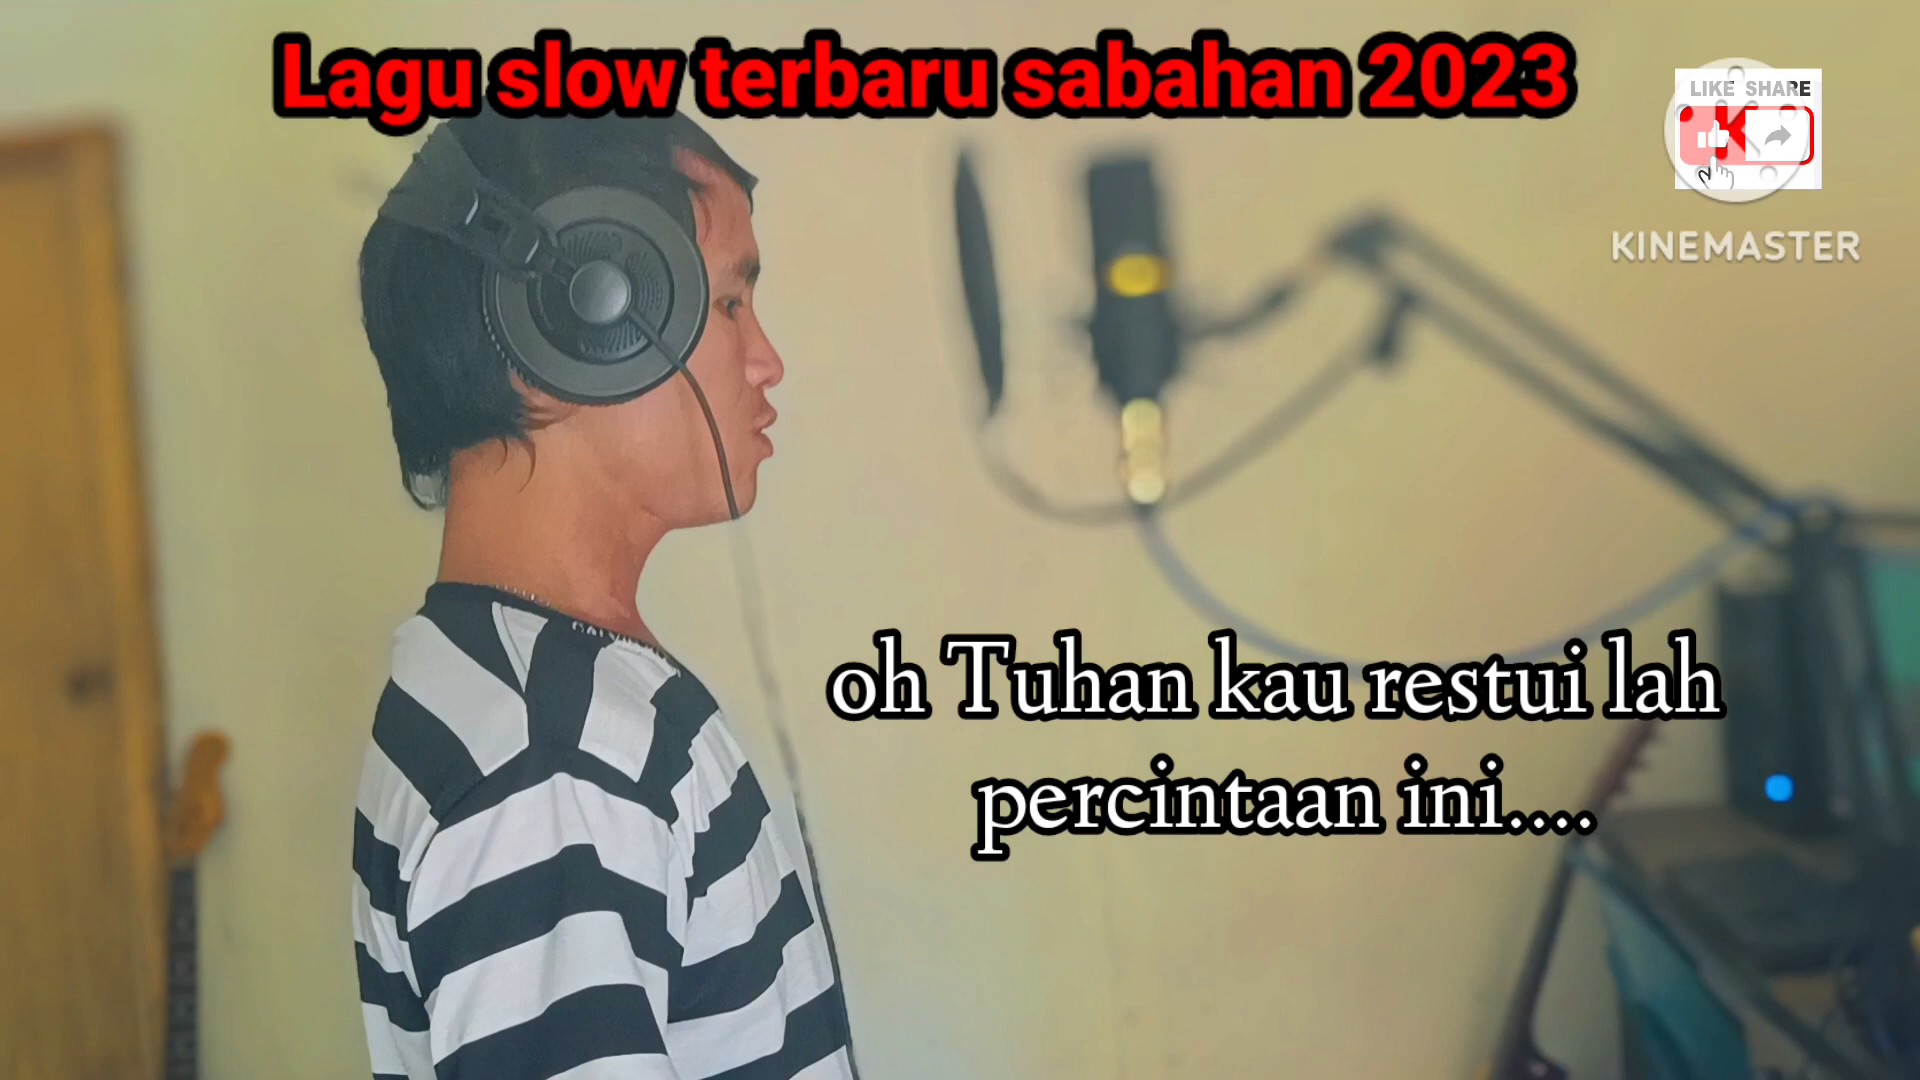 Lagu slow terbaru sabahan 2023
LIKE SHARE
KINEMASTER
oh Tuhan kau restui lah
percintaan ini....